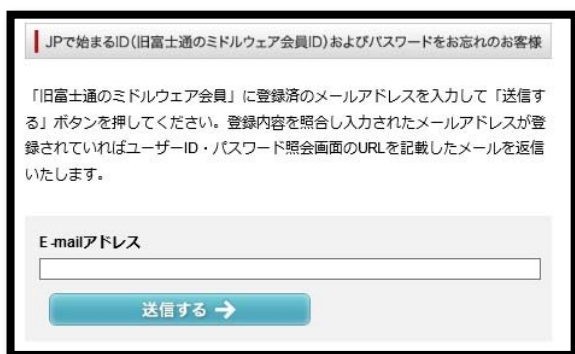 JPで始まるID(旧富士通のミドルウェア会員ID)およびパスワードをお忘れのお客様
「旧富士通のミドルウェア会員」に登録済のメールアドレスを入力して「送信す
る」ボタンを押してください。登録内容を照合し入力されたメールアドレスが登
録されていればユーザーID・パスワード照会画面のURLを記載したメールを返信
いたします。
E-mailアドレス
送信する →